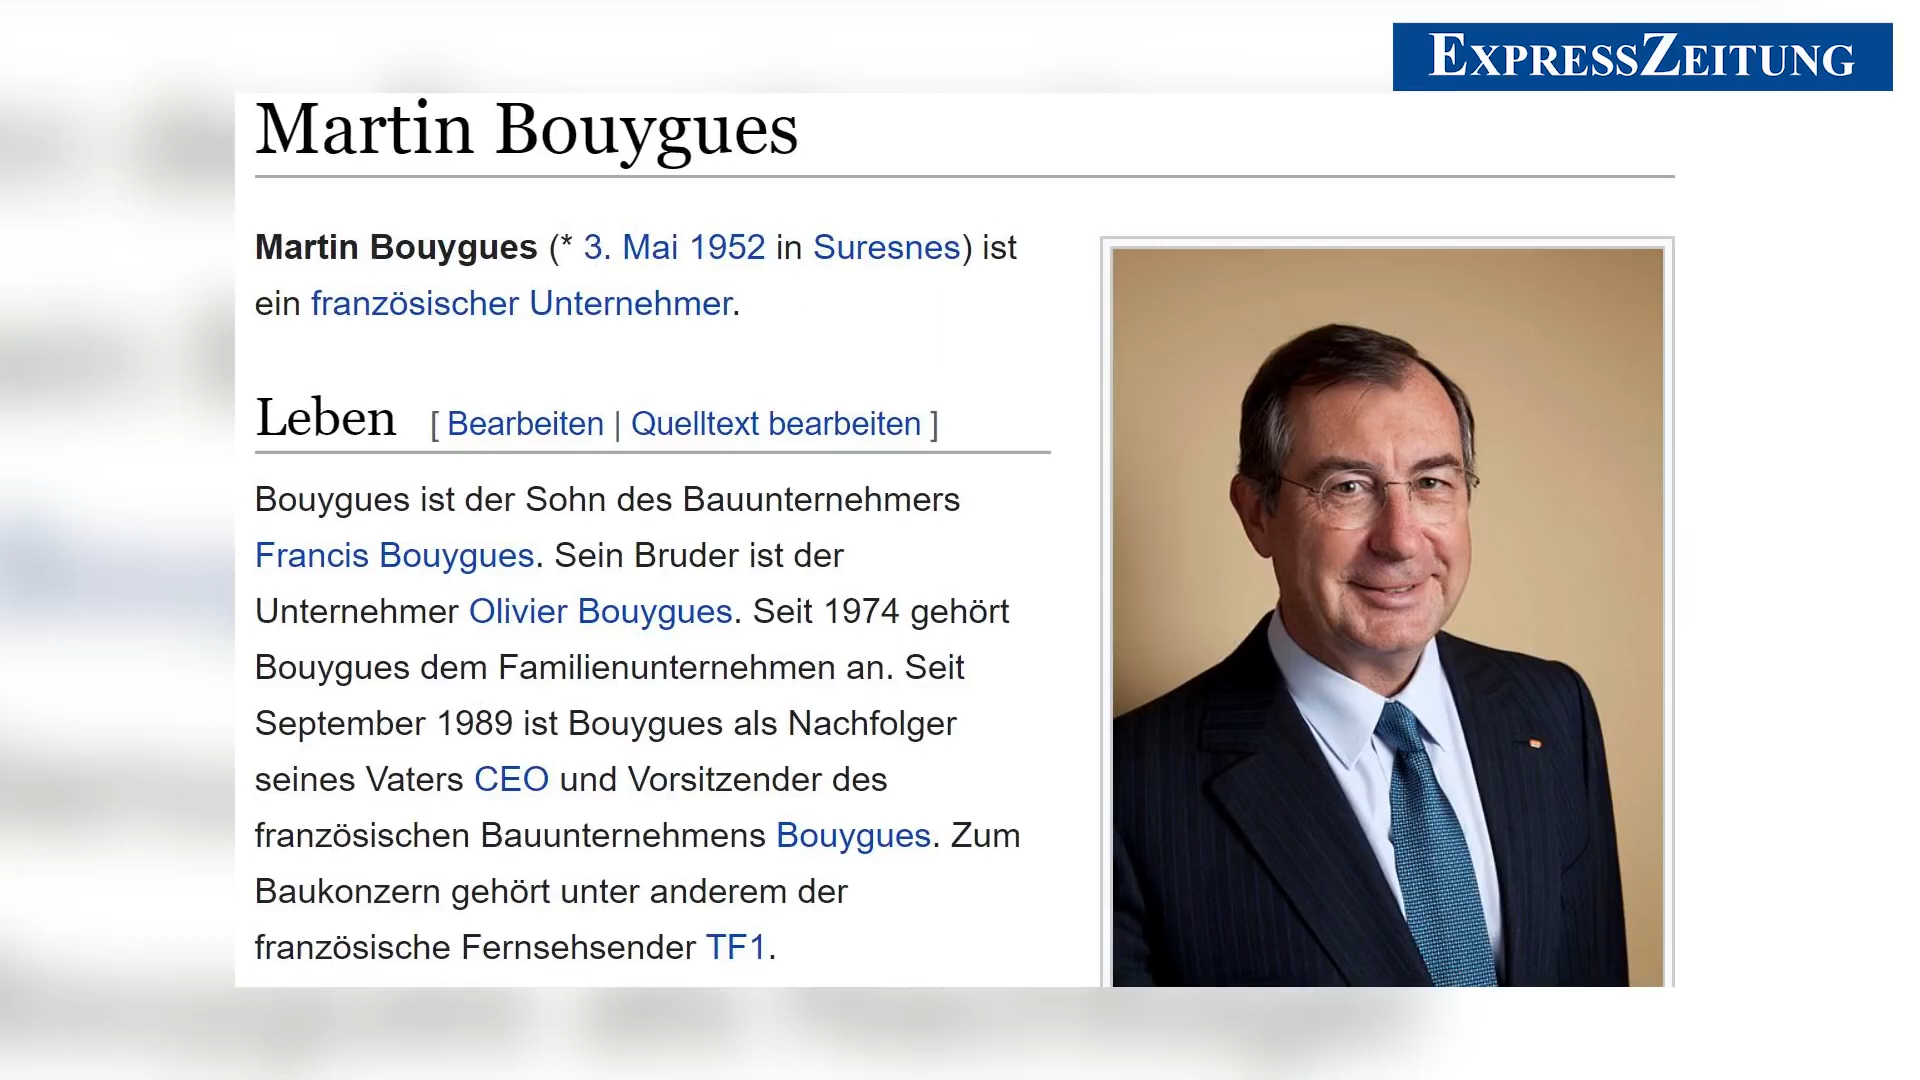 EXPRESSZEITUNG
Martin Bouygues
Martin Bouygues (* 3. Mai 1952 in Suresnes) ist
ein französischer Unternehmer.
Leben [ Bearbeiten | Quelltext bearbeiten ]
Bouygues ist der Sohn des Bauunternehmers
Francis Bouygues. Sein Bruder ist der
Unternehmer Olivier Bouygues. Seit 1974 gehört
Bouygues dem Familienunternehmen an. Seit
September 1989 ist Bouygues als Nachfolger
seines Vaters CEO und Vorsitzender des
französischen Bauunternehmens Bouygues. Zum
Baukonzern gehört unter anderem der
französische Fernsehsender TF1.